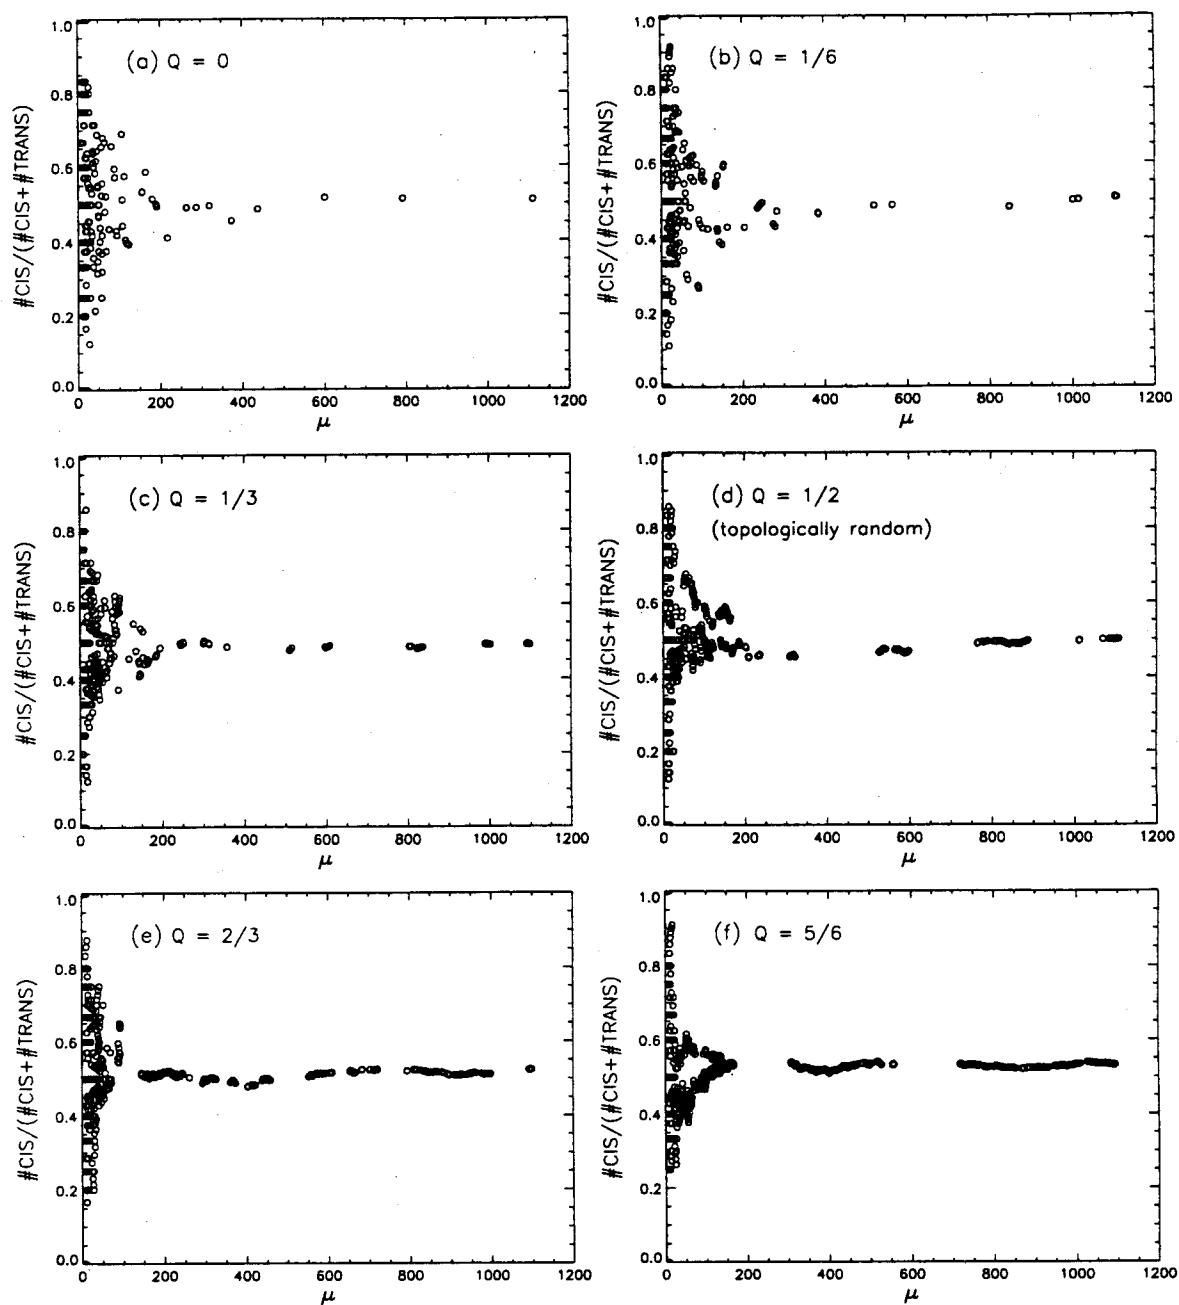 (a) Q = 0
#CIS/(#CIS+#TRANS)
1.0
0.8
0.6
0.4
0.2
0.0
0 200 400 600 800 1000 1200
μ
(b) Q = 1/6
#CIS/(#CIS+#TRANS)
1.0
0.8
0.6
0.4
0.2
0.0
0 200 400 600 800 1000 1200
μ
(c) Q = 1/3
#CIS/(#CIS+#TRANS)
1.0
0.8
0.6
0.4
0.2
0.0
0 200 400 600 800 1000 1200
μ
(d) Q = 1/2
(topologically random)
#CIS/(#CIS+#TRANS)
1.0
0.8
0.6
0.4
0.2
0.0
0 200 400 600 800 1000 1200
μ
(e) Q = 2/3
#CIS/(#CIS+#TRANS)
1.0
0.8
0.6
0.4
0.2
0.0
0 200 400 600 800 1000 1200
μ
(f) Q = 5/6
#CIS/(#CIS+#TRANS)
1.0
0.8
0.6
0.4
0.2
0.0
0 200 400 600 800 1000 1200
μ